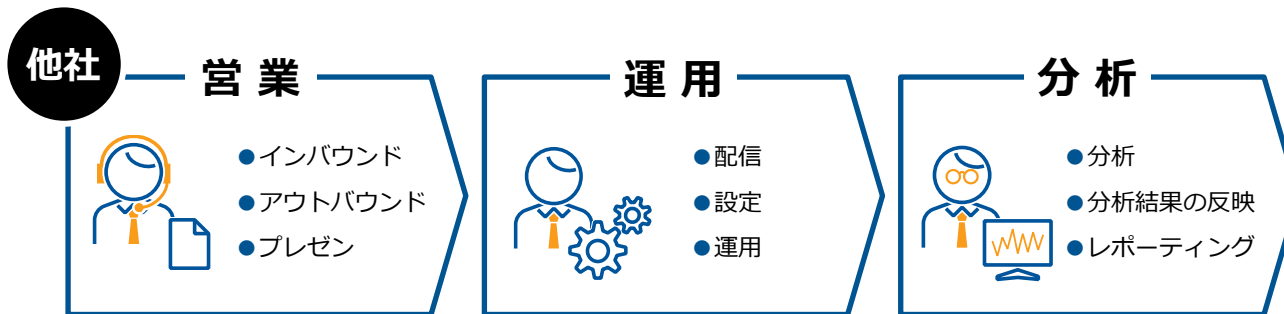 他社
営業
●インバウンド
●アウトバウンド
●プレゼン
運用
●配信
●設定
●運用
分析
●分析
●分析結果の反映
●レポーティング